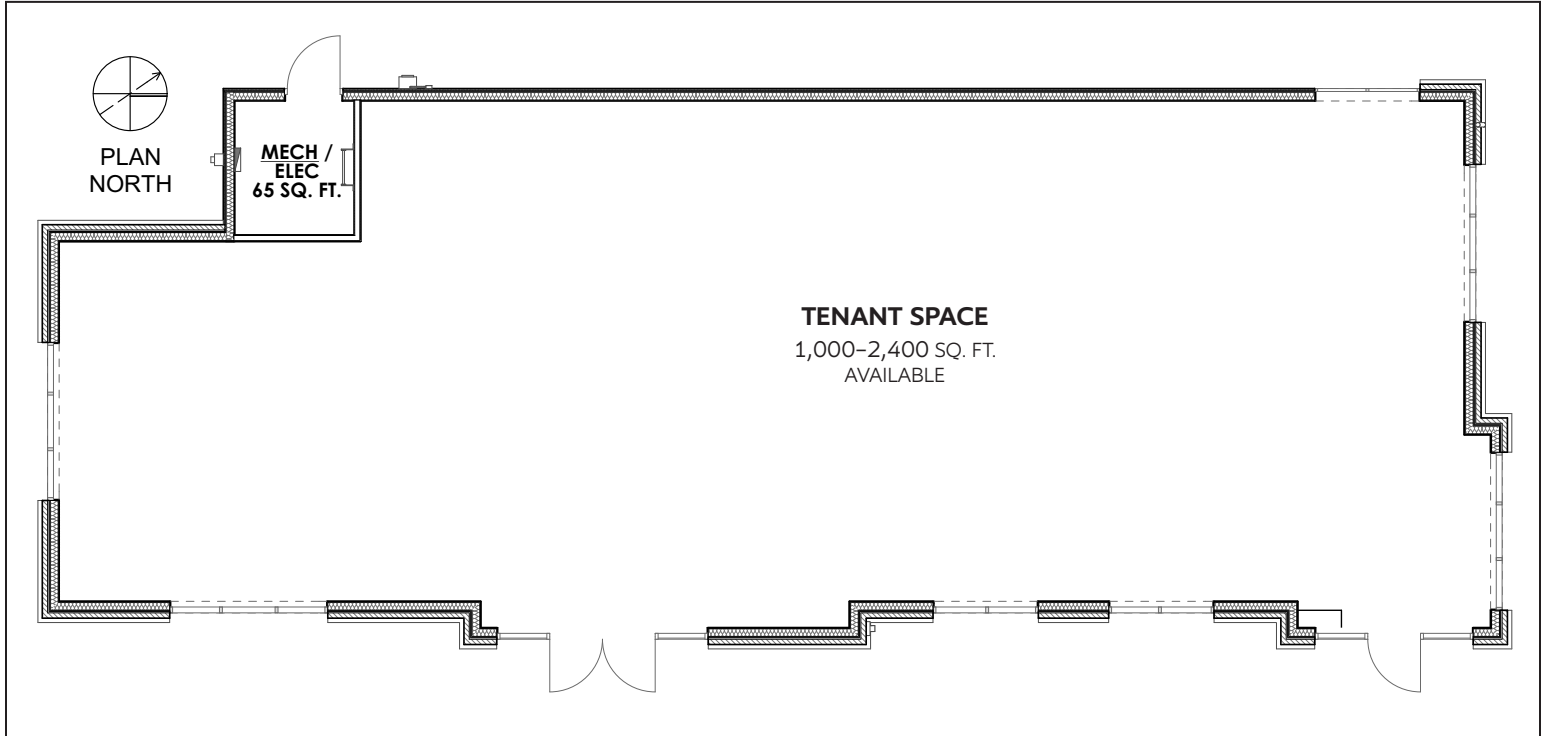 PLAN
NORTH
MECH /
ELEC
65 SQ. FT.
TENANT SPACE
1,000–2,400 SQ. FT.
AVAILABLE